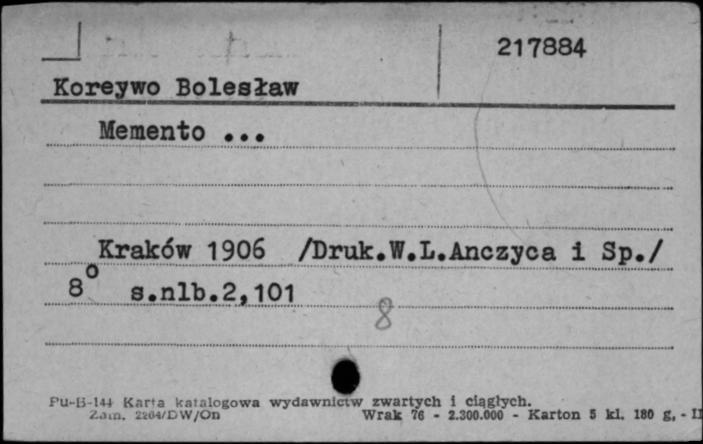 217884
Koreywo Bolesław
Memento ...
Kraków 1906 /Druk.W.L.Anczyca i Sp./
8° s.nlb.2,101
8
Pu-B-144 Karta katalogowa wydawnictw zwartych i ciągłych.
Zam. 2264/DW/On Wrak 76 - 2.300.000 - Karton 5 kl. 180 g, - II